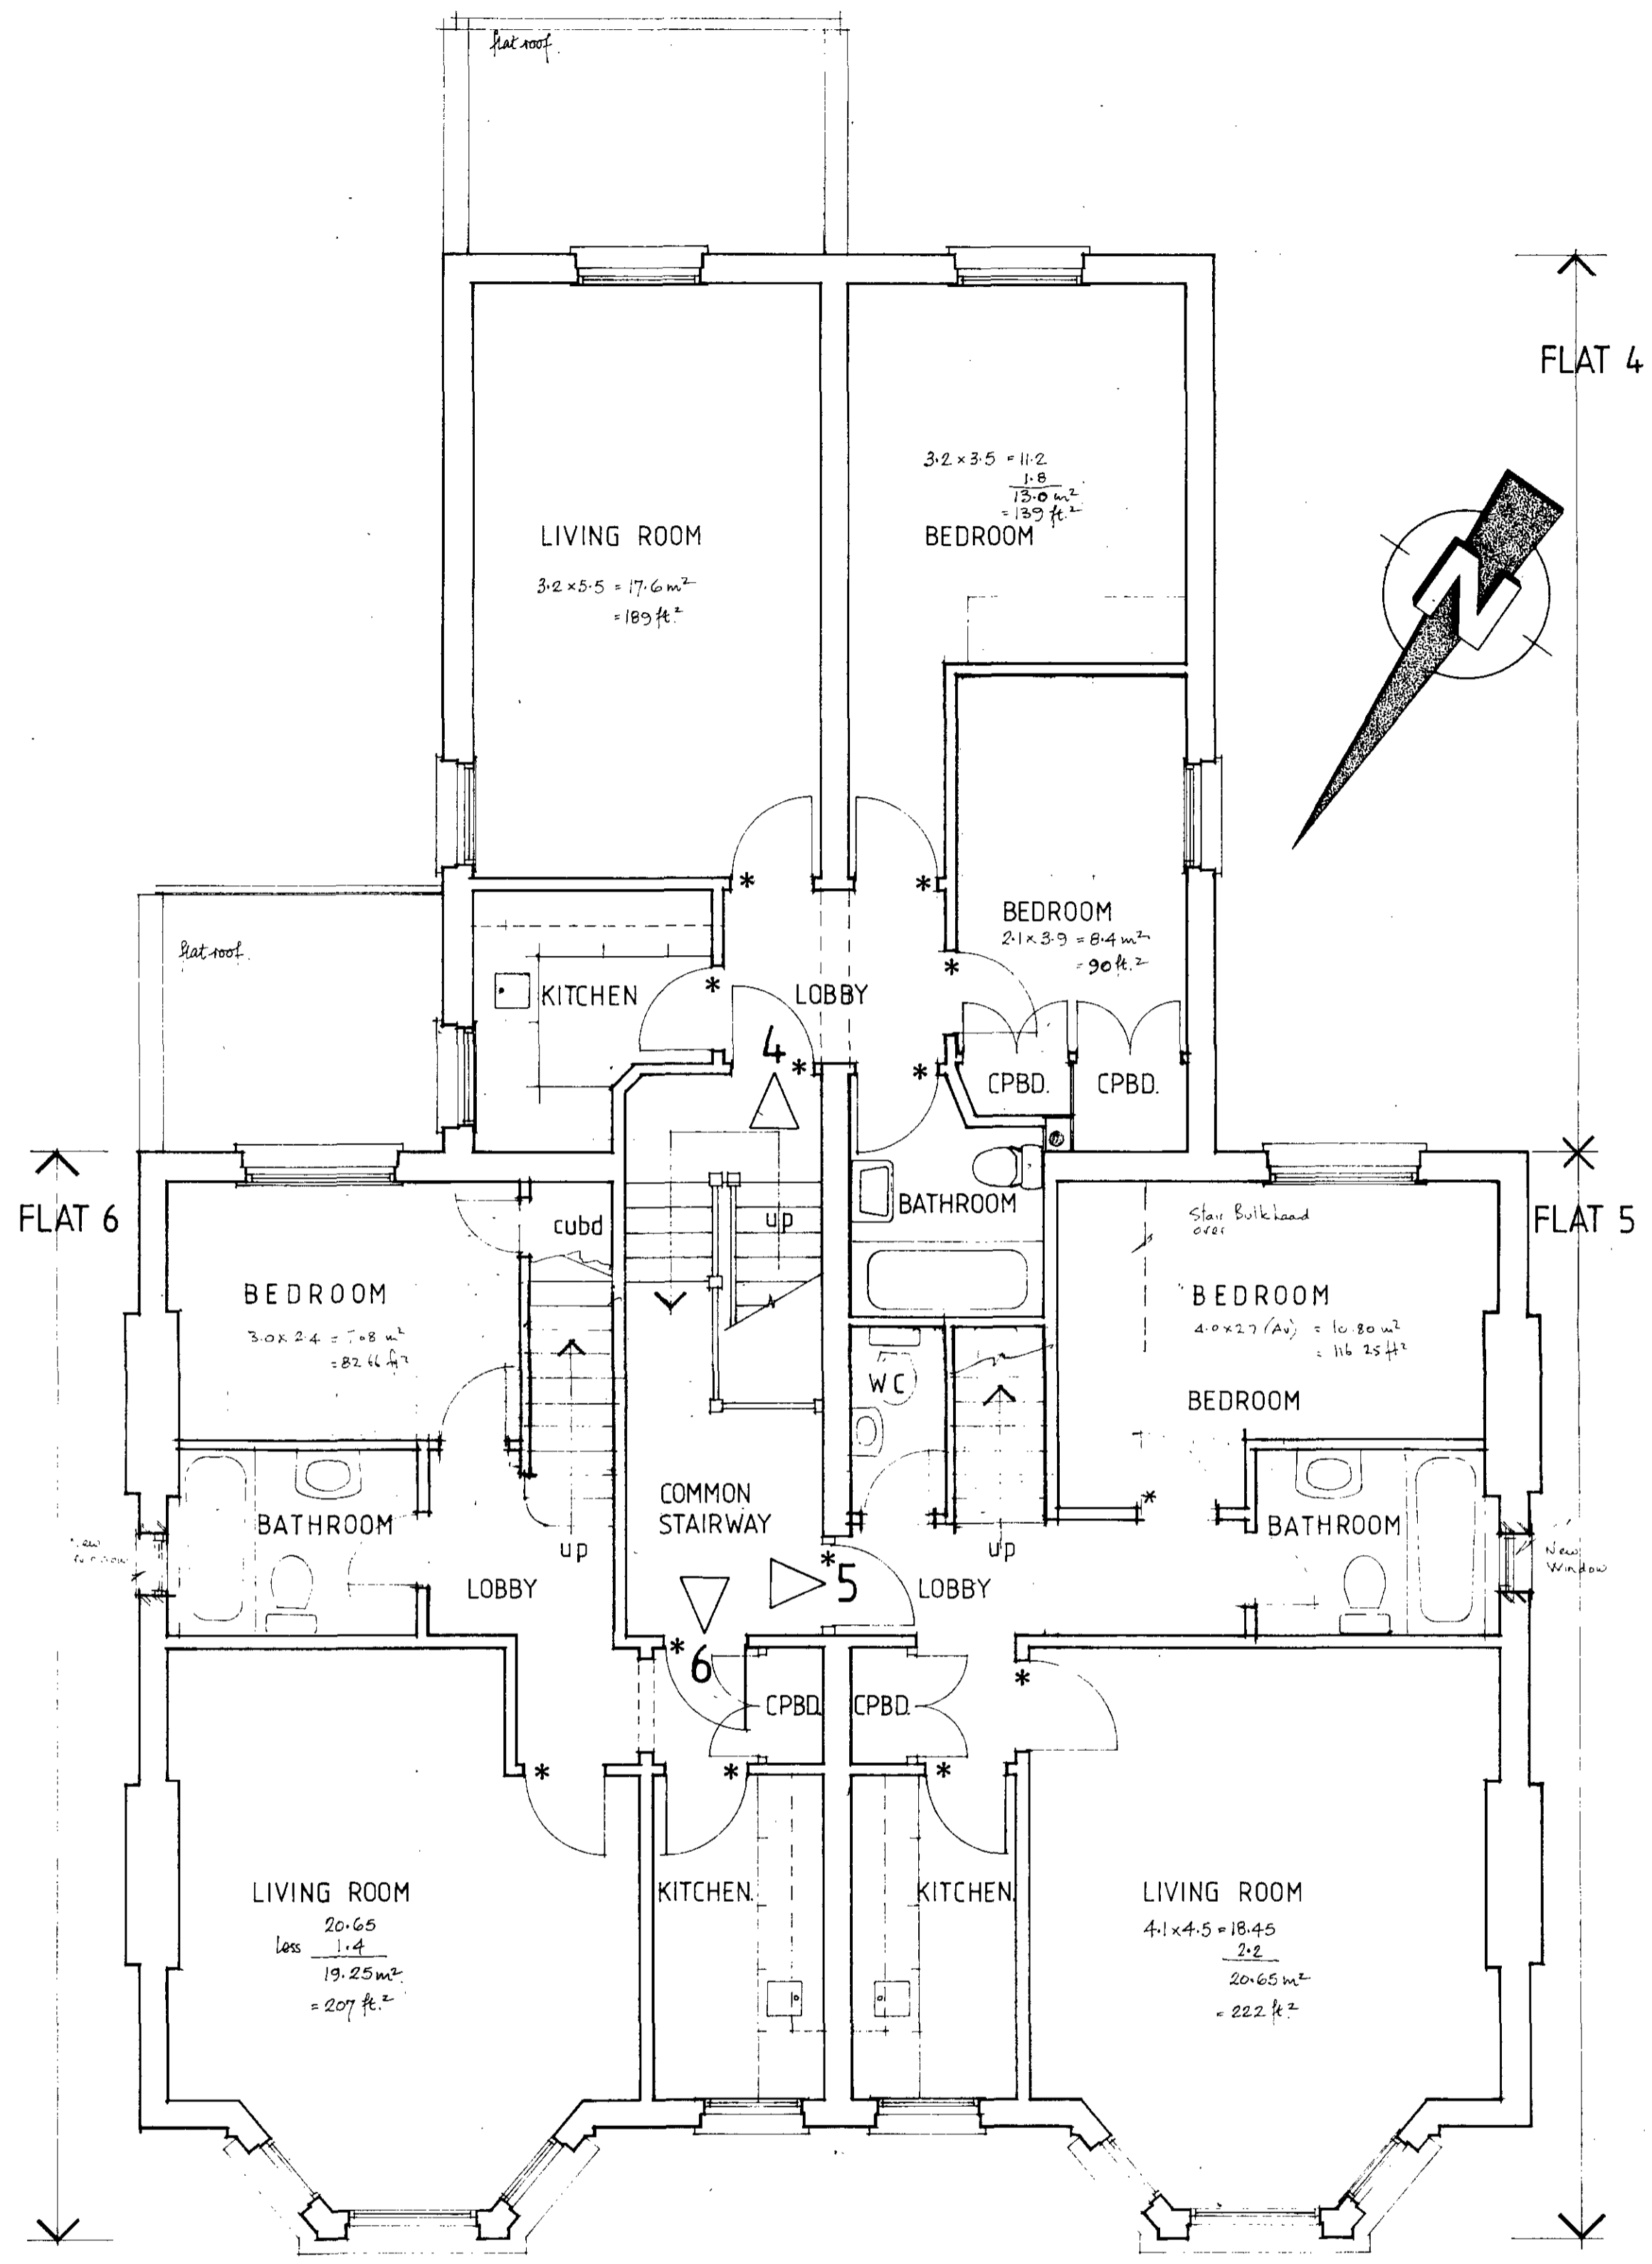 flat roof.
FLAT 4
3.2 × 3.5 = 11.2
1.8
13.0 m²
= 139 ft.²
BEDROOM
LIVING ROOM
3.2 × 5.5 = 17.6 m²
= 189 ft.²
N
*
*
BEDROOM
2.1 × 3.9 = 8.4 m²
= 90 ft.²
flat roof.
*
*
KITCHEN
LOBBY
4
*
*
CPBD.
CPBD.
FLAT 6
cubd
up
BATHROOM
Stair Bulkhead
over
FLAT 5
BEDROOM
3.0 × 2.4 =
= 82.66 ft²
BEDROOM
4.0 × 2.7 (Av) = 10.80 m²
= 116.25 ft²
WC
BEDROOM
COMMON
STAIRWAY
*
BATHROOM
BATHROOM
up
up
*
New
Window
LOBBY
5
LOBBY
*
6
*
CPBD.
CPBD.
*
*
*
LIVING ROOM
20.65
less 1.4
19.25 m²
= 207 ft.²
KITCHEN.
KITCHEN.
LIVING ROOM
4.1 × 4.5 = 18.45
2.2
20.65 m²
= 222 ft.²